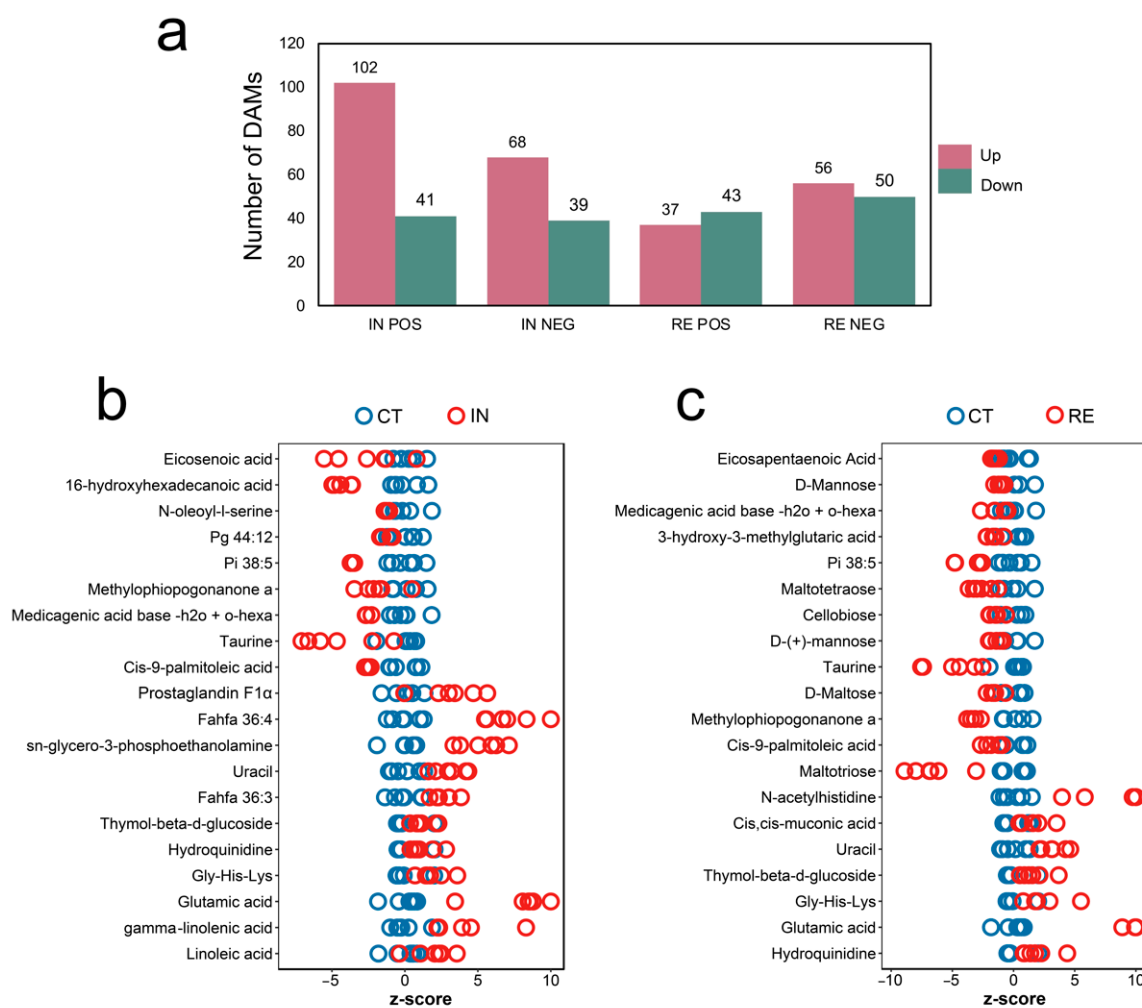 a
Number of DAMs
120
100
80
60
40
20
0
102
41
68
39
37
43
56
50
IN POS
IN NEG
RE POS
RE NEG
Up
Down
b
CT
IN
Eicosenoic acid
16-hydroxyhexadecanoic acid
N-oleoyl-l-serine
Pg 44:12
Pi 38:5
Methylophiopogonanone a
Medicagenic acid base -h2o + o-hexa
Taurine
Cis-9-palmitoleic acid
Prostaglandin F1α
Fahfa 36:4
sn-glycero-3-phosphoethanolamine
Uracil
Fahfa 36:3
Thymol-beta-d-glucoside
Hydroquinidine
Gly-His-Lys
Glutamic acid
gamma-linolenic acid
Linoleic acid
−5 0 5 10
z-score
c
CT
RE
Eicosapentaenoic Acid
D-Mannose
Medicagenic acid base -h2o + o-hexa
3-hydroxy-3-methylglutaric acid
Pi 38:5
Maltotetraose
Cellobiose
D-(+)-mannose
Taurine
D-Maltose
Methylophiopogonanone a
Cis-9-palmitoleic acid
Maltotriose
N-acetylhistidine
Cis,cis-muconic acid
Uracil
Thymol-beta-d-glucoside
Gly-His-Lys
Glutamic acid
Hydroquinidine
−10 −5 0 5 10
z-score